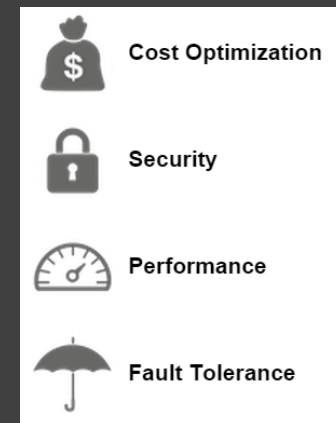 $
Cost Optimization
Security
Performance
Fault Tolerance